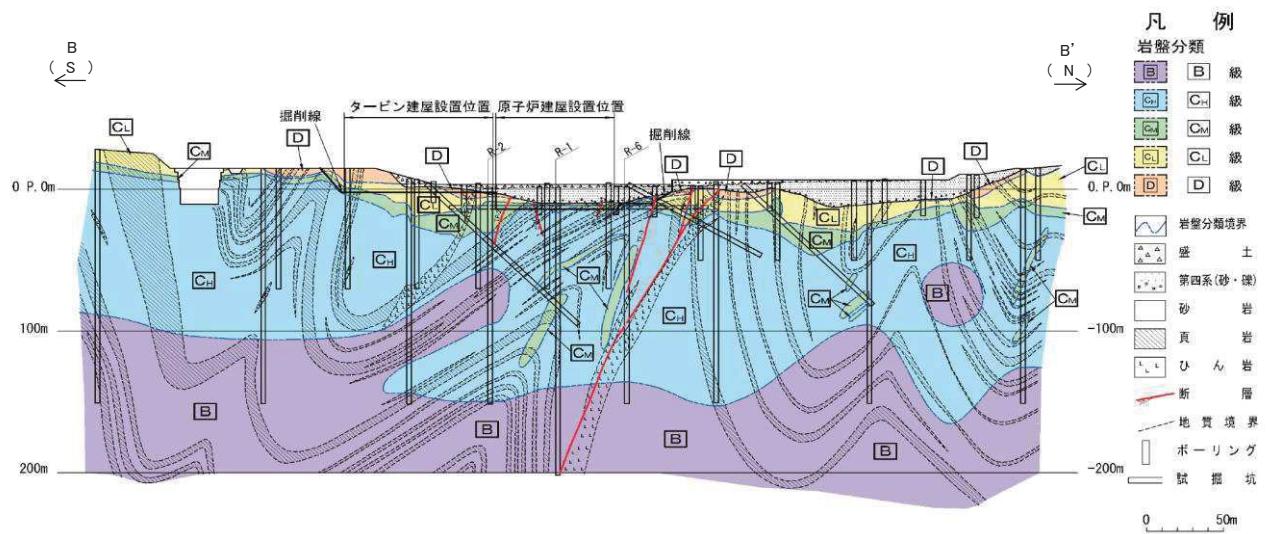 B
( S )
B'
( N )
タービン建屋設置位置
原子炉建屋設置位置
掘削線
掘削線
CL
CM
D
D
R-2
R-1
R-6
D
D
D
D
CL
CM
0 P.0m
0.P.0m
CL
CM
CM
CL
CM
CH
CH
CH
CH
CM
CM
CM
CM
B
100m
-100m
B
B
B
B
200m
-200m
凡 例
岩盤分類
B B 級
CH CH 級
CM CM 級
CL CL 級
D D 級
岩盤分類境界
盛 土
第四系(砂・礫)
砂 岩
頁 岩
ひ ん 岩
断 層
地 質 境 界
ボーリング
試 掘 坑
0 50m